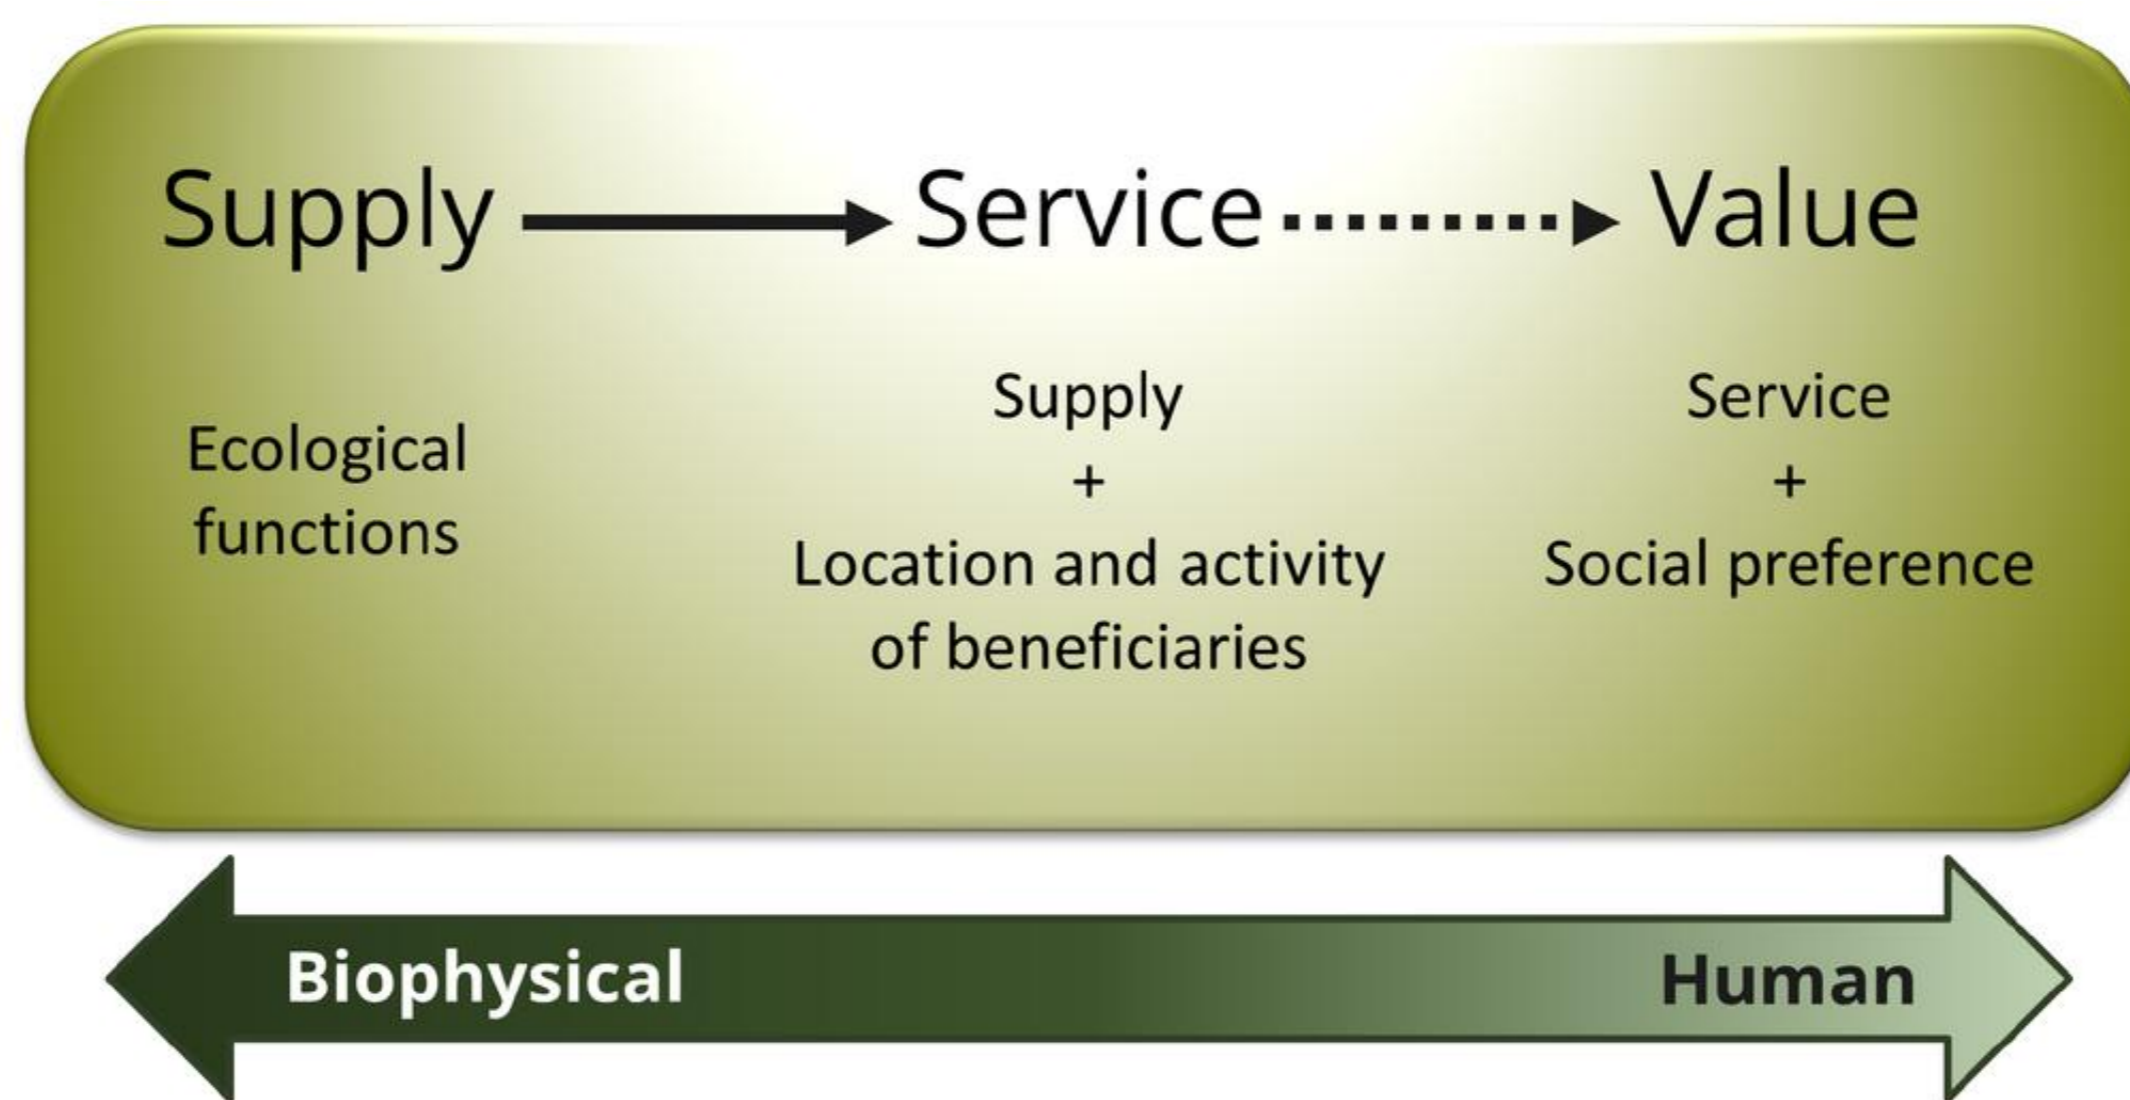 Supply Service Value
Ecological
functions
Supply
+
Location and activity
of beneficiaries
Service
+
Social preference
Biophysical Human